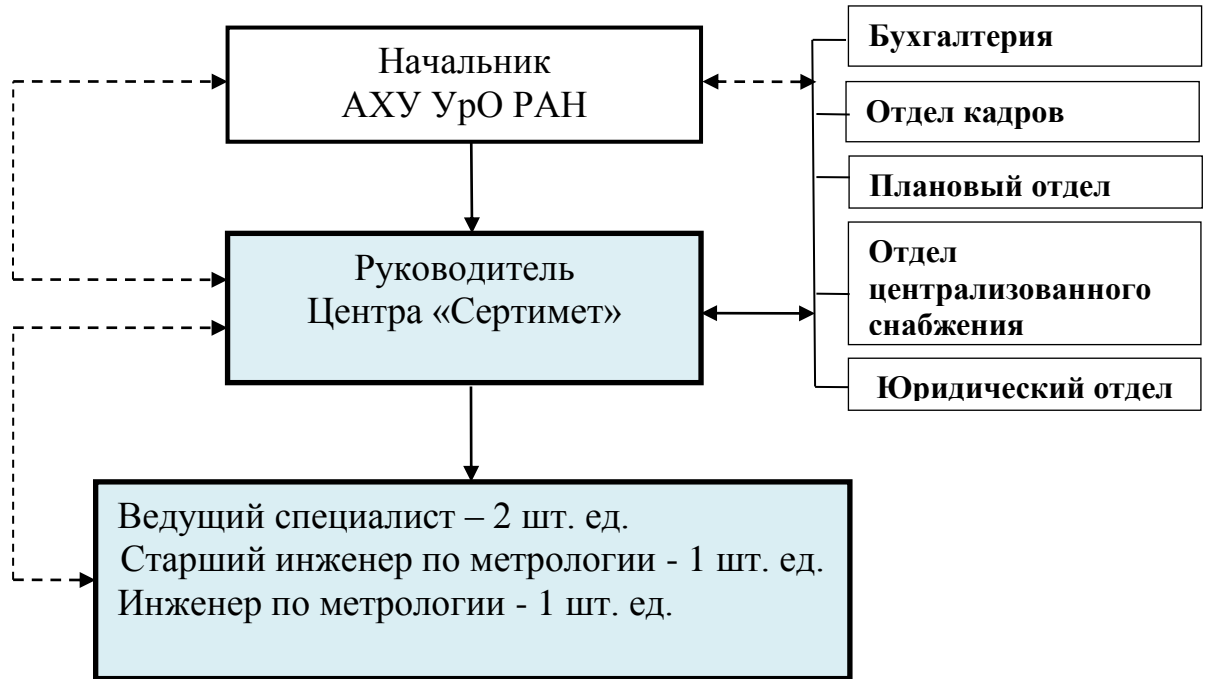 Начальник
АХУ УрО РАН
Бухгалтерия
Отдел кадров
Плановый отдел
Отдел
централизованного
снабжения
Юридический отдел
Руководитель
Центра «Сертимет»
Ведущий специалист – 2 шт. ед.
Старший инженер по метрологии - 1 шт. ед.
Инженер по метрологии - 1 шт. ед.